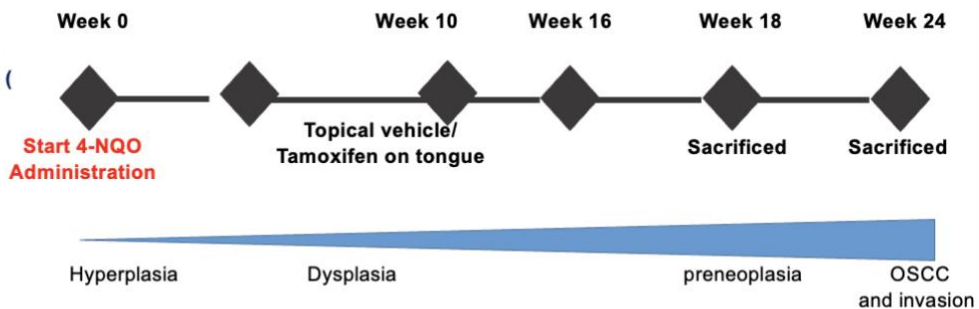 Week 0 Week 10 Week 16 Week 18 Week 24
(
Start 4-NQO
Administration
Topical vehicle/
Tamoxifen on tongue
Sacrificed Sacrificed
Hyperplasia Dysplasia preneoplasia OSCC
and invasion